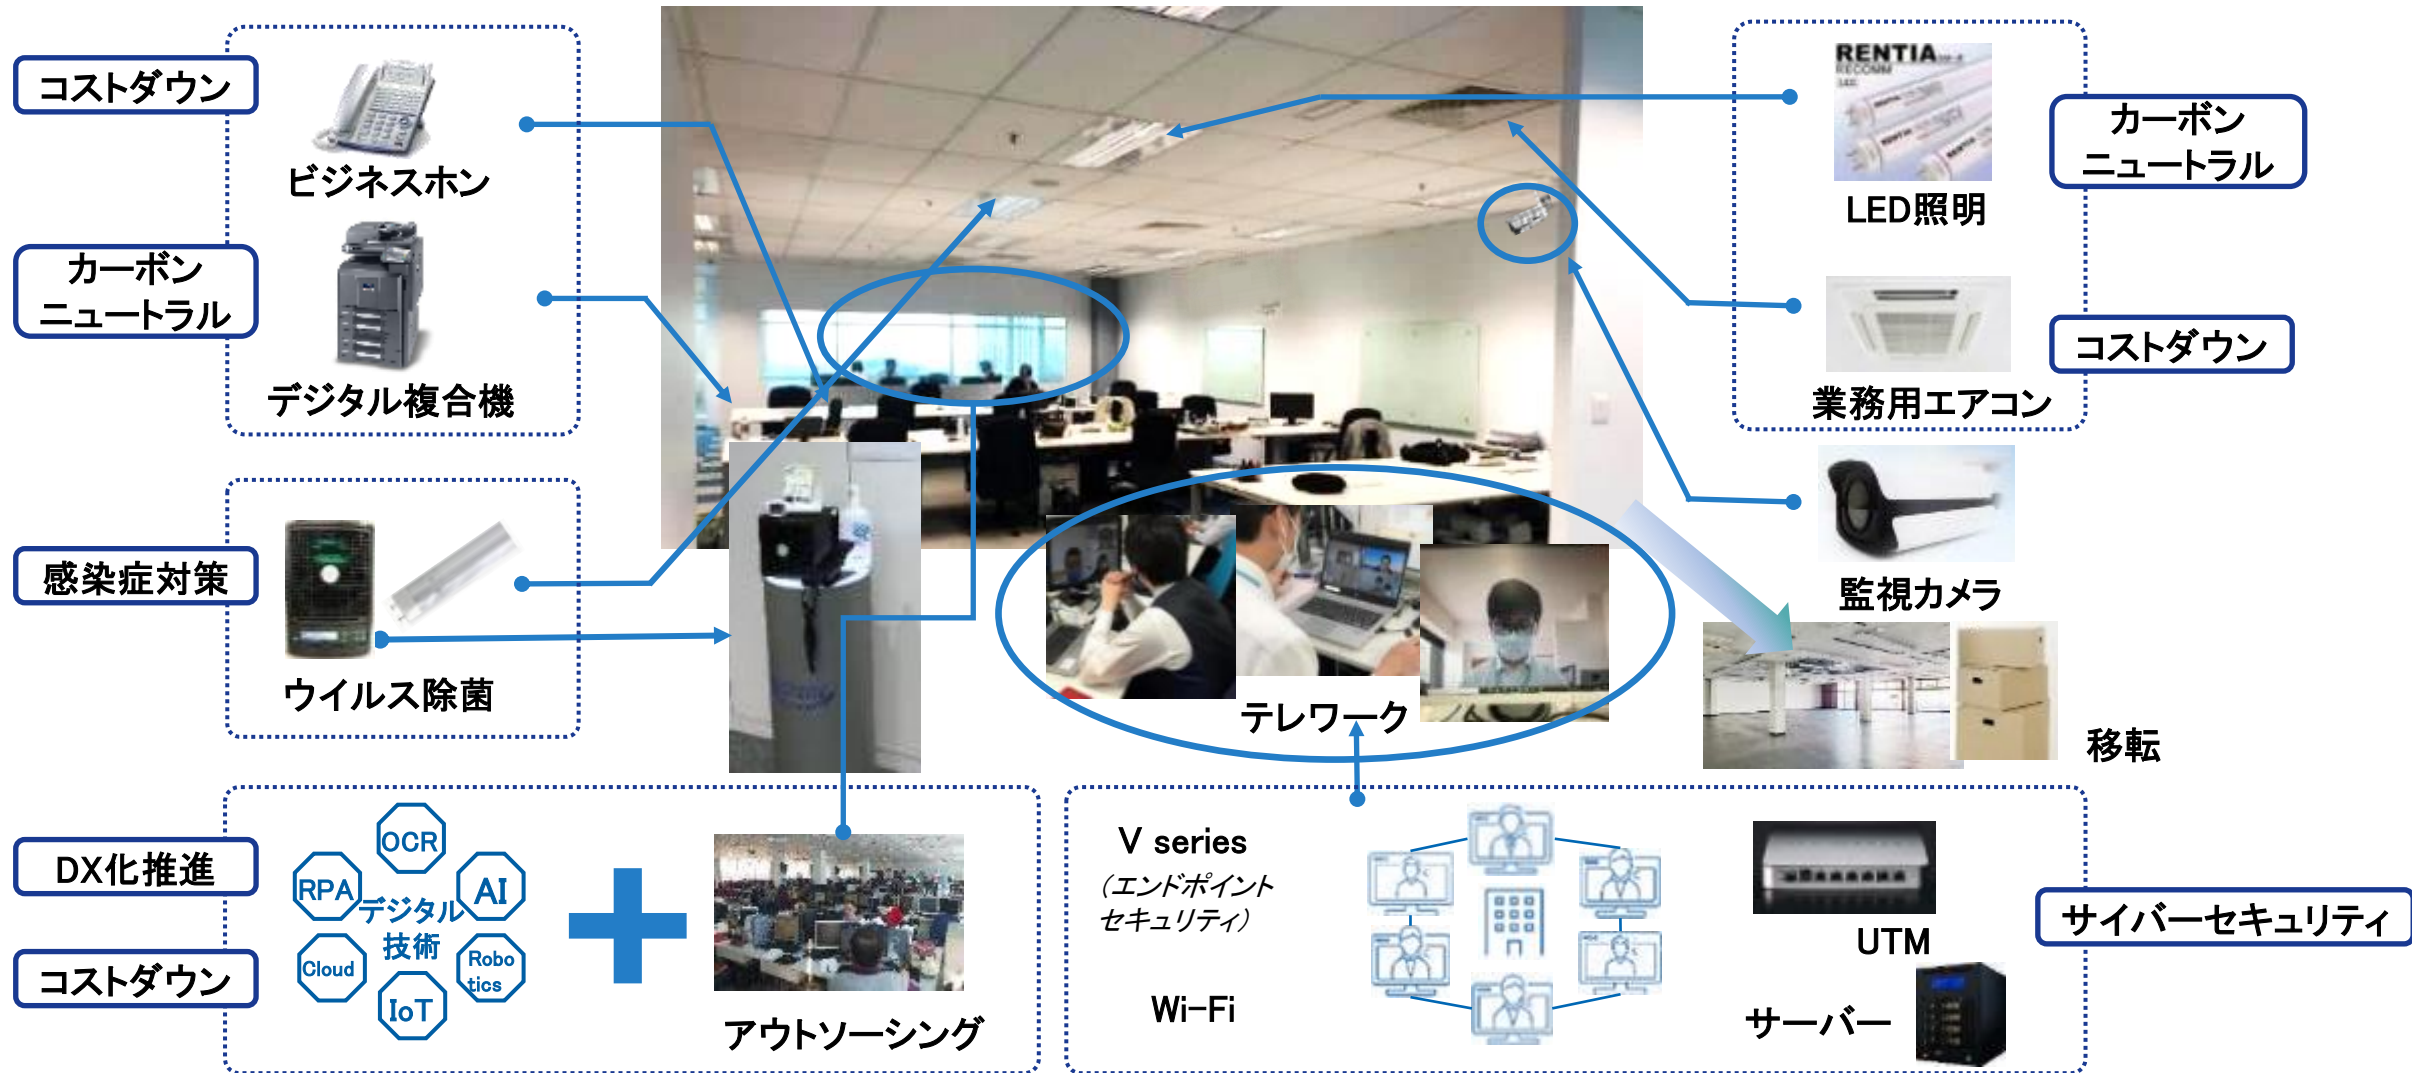 コストダウン
ビジネスホン
カーボン
ニュートラル
デジタル複合機
感染症対策
ウイルス除菌
DX化推進
コストダウン
OCR
RPA
AI
デジタル
技術
Cloud
Robo
tics
IoT
アウトソーシング
テレワーク
V series
（エンドポイント
セキュリティ）
Wi-Fi
UTM
サーバー
サイバーセキュリティ
RENTIA
RECOMM
RENTIA
RENTIA
LED照明
カーボン
ニュートラル
業務用エアコン
コストダウン
監視カメラ
移転